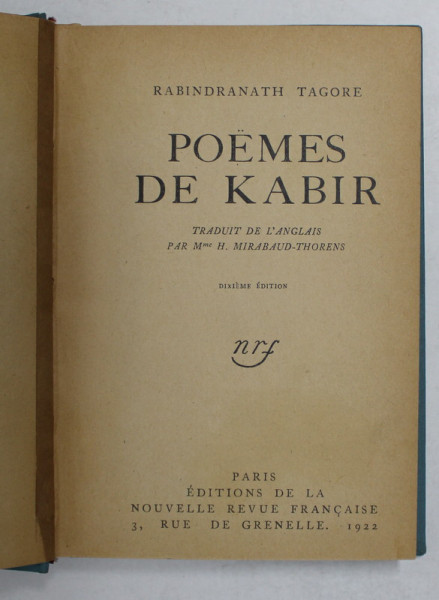 RABINDRANATH TAGORE
POËMES
DE KABIR
TRADUIT DE L'ANGLAIS
PAR Mme H. MIRABAUD-THORENS
DIXIÈME ÉDITION
nrf
PARIS
ÉDITIONS DE LA
NOUVELLE REVUE FRANÇAISE
3, RUE DE GRENELLE. 1922